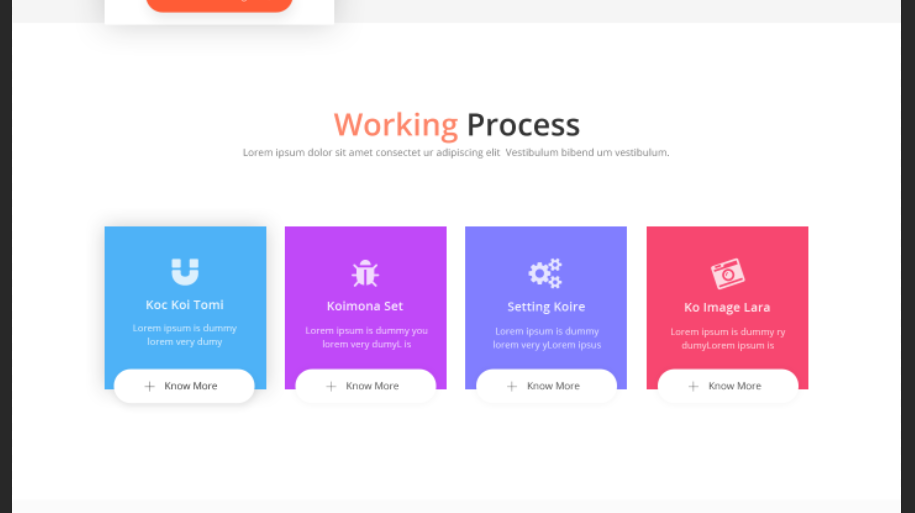 Working Process
Lorem ipsum dolor sit amet consectet ur adipiscing elit Vestibulum bibend um vestibulum.
Koc Koi Tomi
Lorem ipsum is dummy
lorem very dumy
Know More
Koimona Set
Lorem ipsum is dummy you
lorem very dumyL is
Know More
Setting Koire
Lorem ipsum is dummy
lorem very yLorem ipsus
Know More
Ko Image Lara
Lorem ipsum is dummy ry
dumyLorem ipsum is
Know More